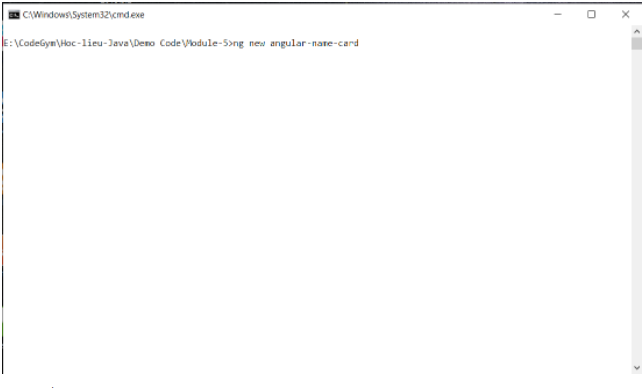 C:\Windows\System32\cmd.exe
E:\CodeGym\Hoc-lieu-Java\Demo Code\Module-5>ng new angular-name-card